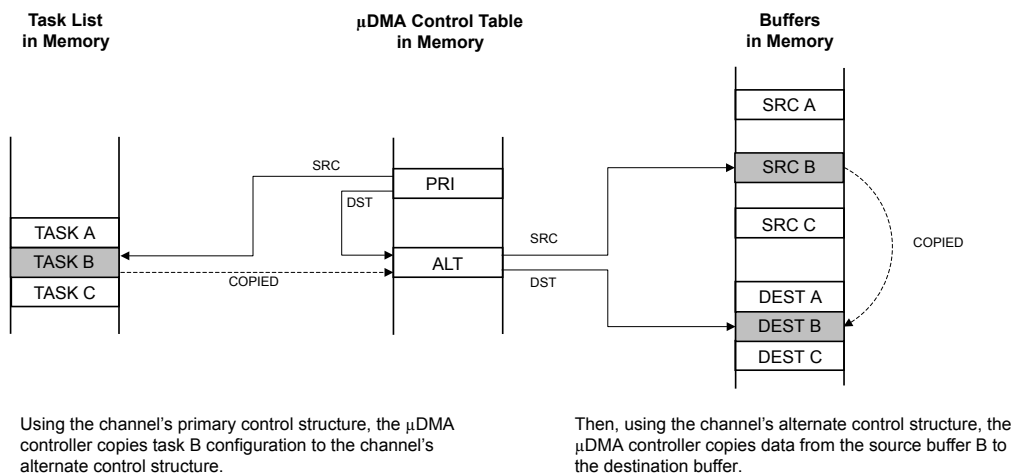 Task List
in Memory
μDMA Control Table
in Memory
Buffers
in Memory
SRC A
SRC
SRC B
PRI
DST
SRC C
TASK A
SRC
COPIED
TASK B
ALT
COPIED
DST
TASK C
DEST A
DEST B
DEST C
Using the channel's primary control structure, the μDMA
controller copies task B configuration to the channel's
alternate control structure.
Then, using the channel's alternate control structure, the
μDMA controller copies data from the source buffer B to
the destination buffer.